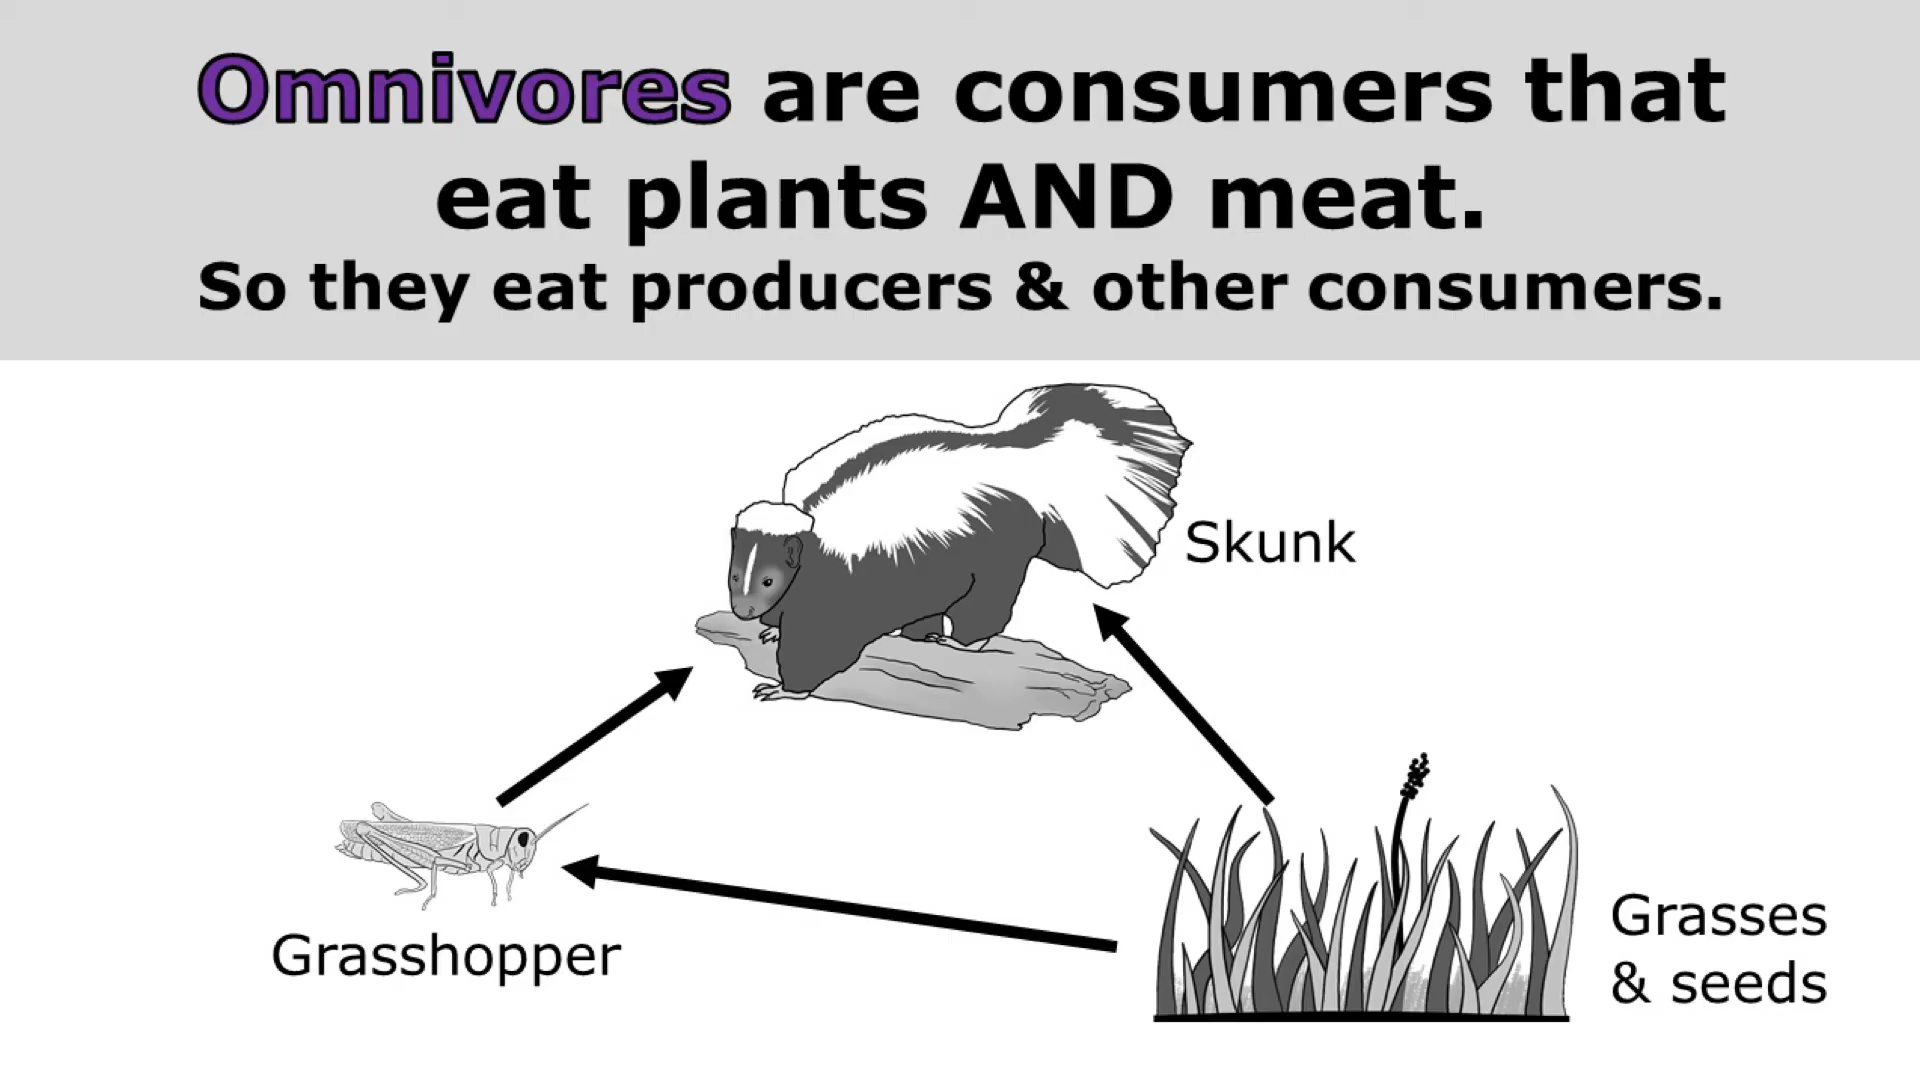 Omnivores are consumers that
eat plants AND meat.
So they eat producers & other consumers.
Skunk
Grasshopper
Grasses
& seeds